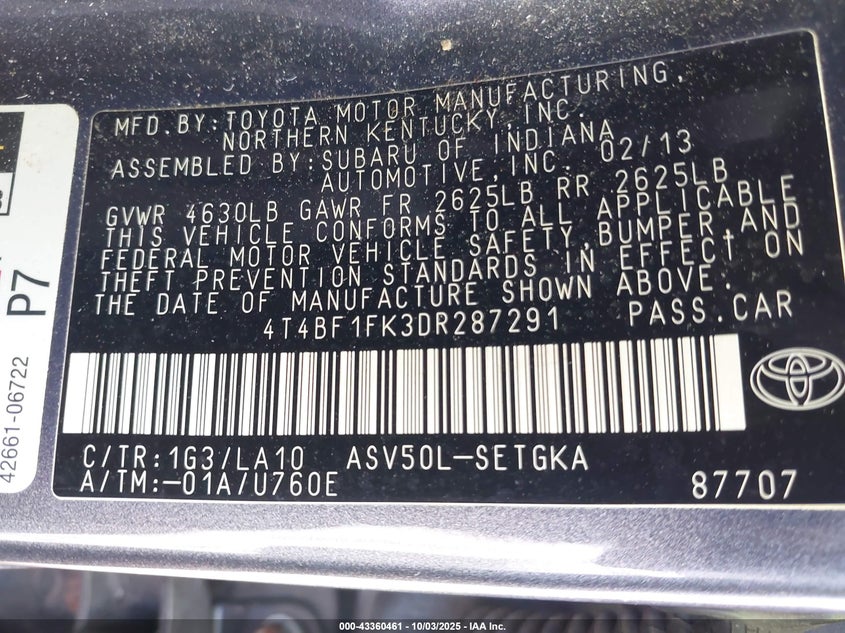 MFD.BY:TOYOTA MOTOR MANUFACTURING,
NORTHERN KENTUCKY,INC.
ASSEMBLED BY:SUBARU OF INDIANA
AUTOMOTIVE,INC. 02/13
GVWR 4630LB GAWR FR 2625LB RR 2625LB
THIS VEHICLE CONFORMS TO ALL APPLICABLE
FEDERAL MOTOR VEHICLE SAFETY,BUMPER,AND
THEFT PREVENTION STANDARDS IN EFFECT ON
THE DATE OF MANUFACTURE SHOWN ABOVE.
4T4BF1FK3DR287291 PASS.CAR
C/TR:1G3/LA10 ASV50L-SETGKA
A/TM:-01A/U760E 87707
P7
42661-06722
000-43360461 - 10/03/2025 - IAA Inc.